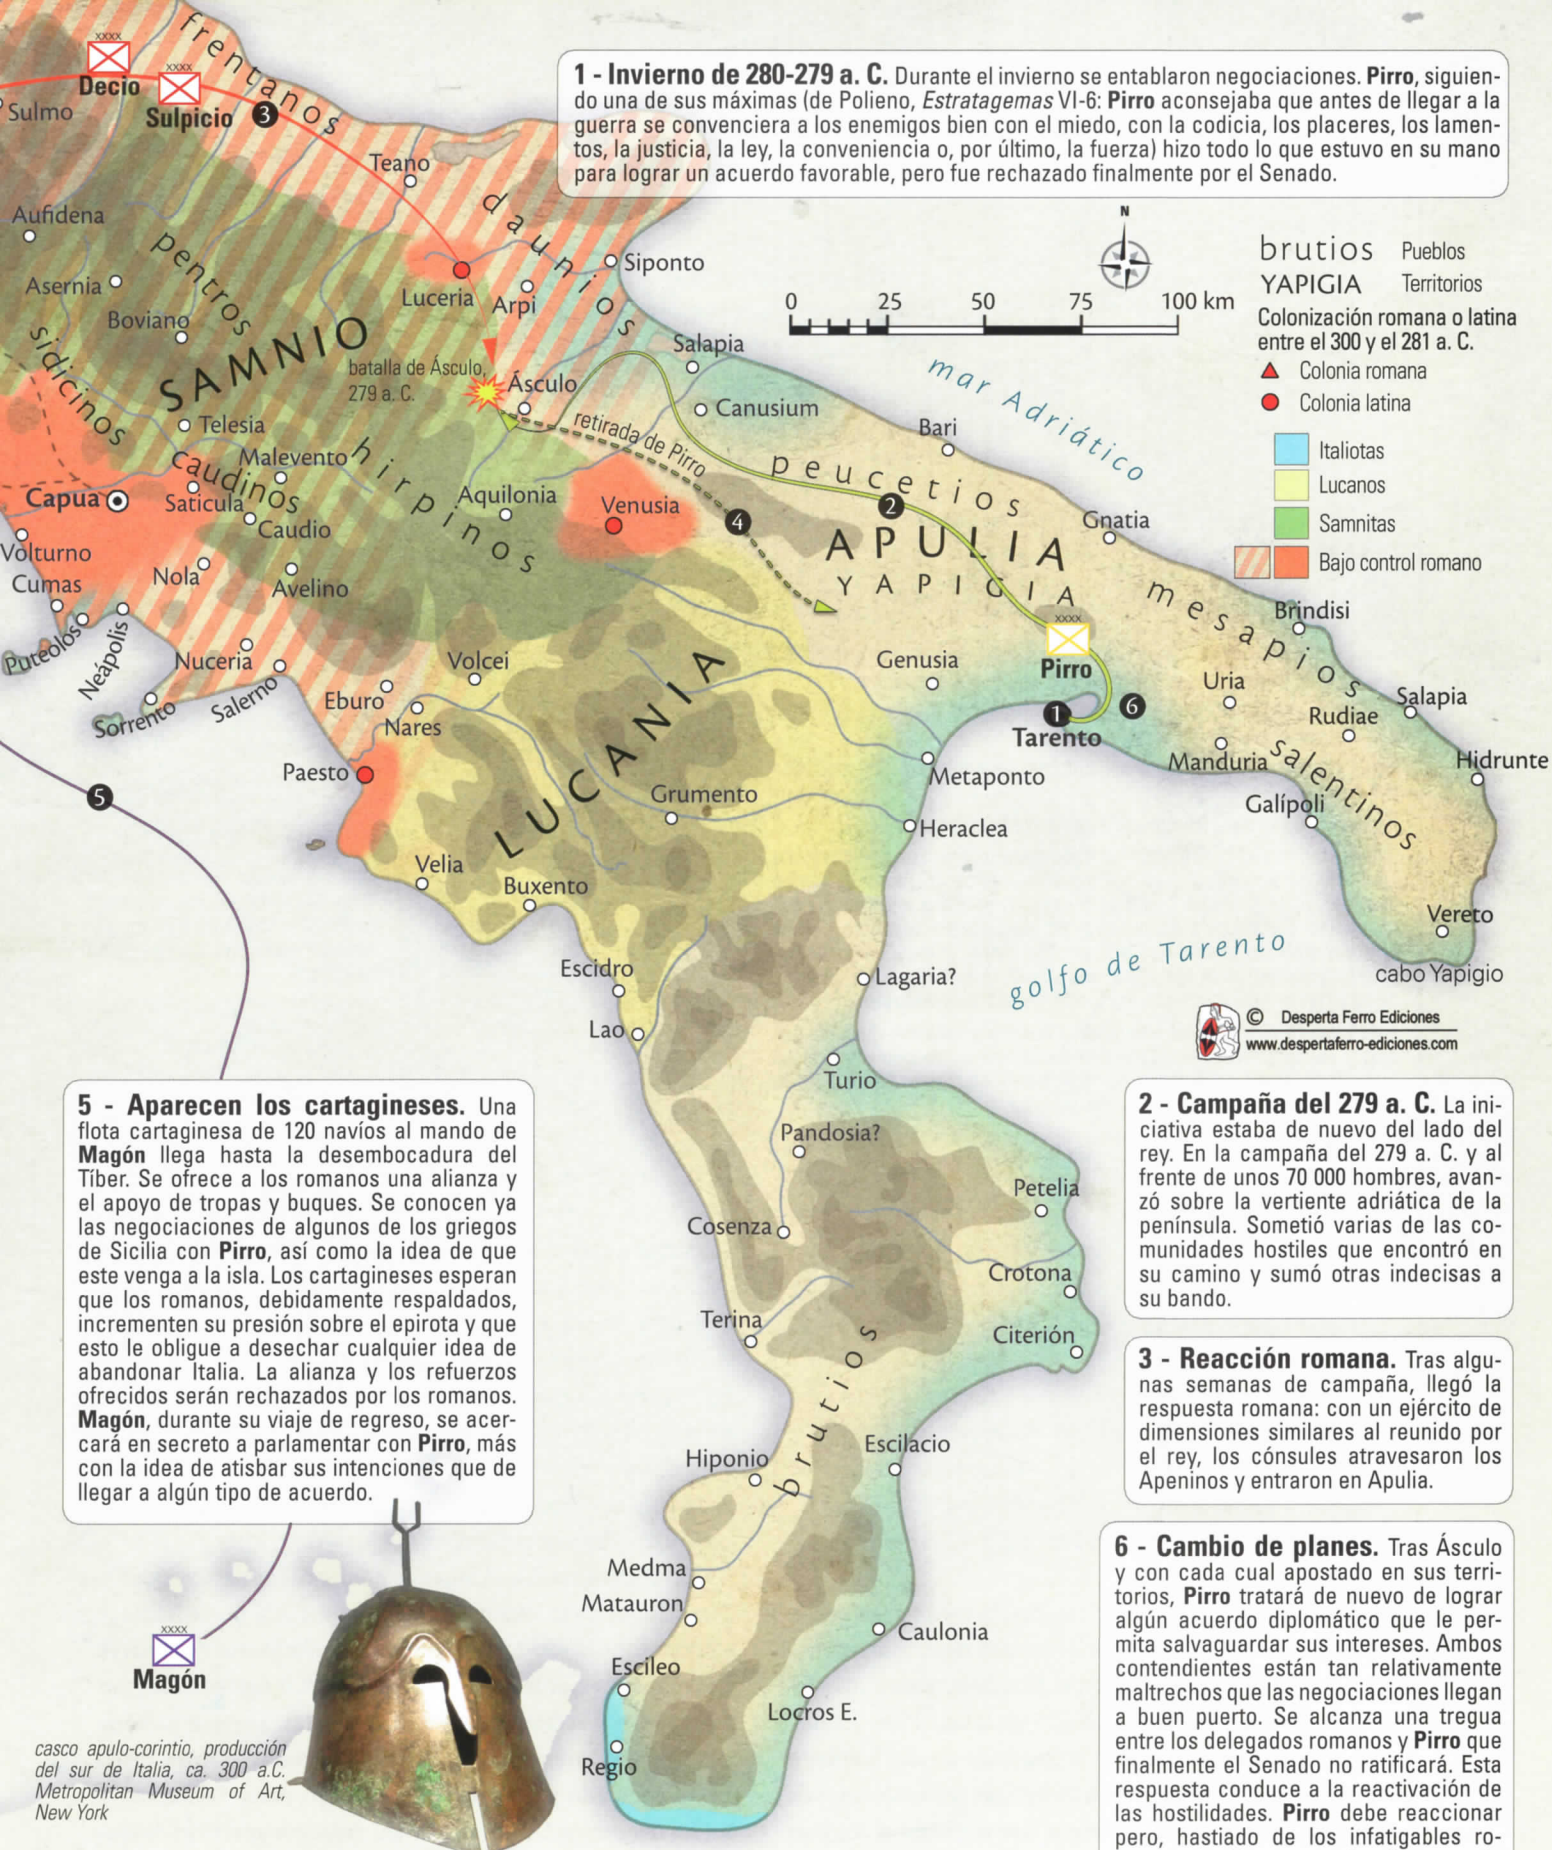 1 - Invierno de 280-279 a. C. Durante el invierno se entablaron negociaciones. Pirro, siguien-
do una de sus máximas (de Polieno, Estratagemas VI-6: Pirro aconsejaba que antes de llegar a la
guerra se convenciera a los enemigos bien con el miedo, con la codicia, los placeres, los lamen-
tos, la justicia, la ley, la conveniencia o, por último, la fuerza) hizo todo lo que estuvo en su mano
para lograr un acuerdo favorable, pero fue rechazado finalmente por el Senado.
frentanos
xxxx
Decio
xxxx
Sulpicio
3
Sulmo
Teano
daunios
Aufidena
pentros
Asernia
Boviano
Luceria
Arpi
Siponto
sidicinos
SAMNIO
batalla de Ásculo,
279 a. C.
Ásculo
Salapia
Canusium
retirada de Pirro
Telesia
Malevento
hirpinos
caudinos
Capua
Saticula
Caudio
Aquilonia
Venusia
4
Volturno
Cumas
Nola
Avelino
Puteolos
Neápolis
Nuceria
Sorrento
Salerno
Eburo
Nares
Volcei
Paesto
LUCANIA
Grumento
Velia
Buxento
Escidro
Lao
5
N
0 25 50 75 100 km
brutios Pueblos
YAPIGIA Territorios
Colonización romana o latina
entre el 300 y el 281 a. C.
Colonia romana
Colonia latina
Italiotas
Lucanos
Samnitas
Bajo control romano
mar Adriático
Bari
peucetios
2
APULIA
YAPIGIA
Gnatia
mesapios
Brindisi
xxxx
Pirro
Genusia
1
6
Tarento
Uria
Salapia
Rudiae
Manduria
salentinos
Hidrunte
Galípoli
Metaponto
Heraclea
Vereto
cabo Yapigio
golfo de Tarento
Lagaria?
Turio
Pandosia?
Petelia
Cosenza
Crotona
Terina
Citerión
brutios
Hiponio
Escilacio
Medma
Matauron
Caulonia
Escileo
Locros E.
Regio
© Desperta Ferro Ediciones
www.despertaferro-ediciones.com
5 - Aparecen los cartagineses. Una
flota cartaginesa de 120 navíos al mando de
Magón llega hasta la desembocadura del
Tíber. Se ofrece a los romanos una alianza y
el apoyo de tropas y buques. Se conocen ya
las negociaciones de algunos de los griegos
de Sicilia con Pirro, así como la idea de que
este venga a la isla. Los cartagineses esperan
que los romanos, debidamente respaldados,
incrementen su presión sobre el epirota y que
esto le obligue a desechar cualquier idea de
abandonar Italia. La alianza y los refuerzos
ofrecidos serán rechazados por los romanos.
Magón, durante su viaje de regreso, se acer-
cará en secreto a parlamentar con Pirro, más
con la idea de atisbar sus intenciones que de
llegar a algún tipo de acuerdo.
xxxx
Magón
casco apulo-corintio, producción
del sur de Italia, ca. 300 a.C.
Metropolitan Museum of Art,
New York
2 - Campaña del 279 a. C. La ini-
ciativa estaba de nuevo del lado del
rey. En la campaña del 279 a. C. y al
frente de unos 70 000 hombres, avan-
zó sobre la vertiente adriática de la
península. Sometió varias de las co-
munidades hostiles que encontró en
su camino y sumó otras indecisas a
su bando.
3 - Reacción romana. Tras algu-
nas semanas de campaña, llegó la
respuesta romana: con un ejército de
dimensiones similares al reunido por
el rey, los cónsules atravesaron los
Apeninos y entraron en Apulia.
6 - Cambio de planes. Tras Ásculo
y con cada cual apostado en sus terri-
torios, Pirro tratará de nuevo de lograr
algún acuerdo diplomático que le per-
mita salvaguardar sus intereses. Ambos
contendientes están tan relativamente
maltrechos que las negociaciones llegan
a buen puerto. Se alcanza una tregua
entre los delegados romanos y Pirro que
finalmente el Senado no ratificará. Esta
respuesta conduce a la reactivación de
las hostilidades. Pirro debe reaccionar
pero, hastiado de los infatigables ro-